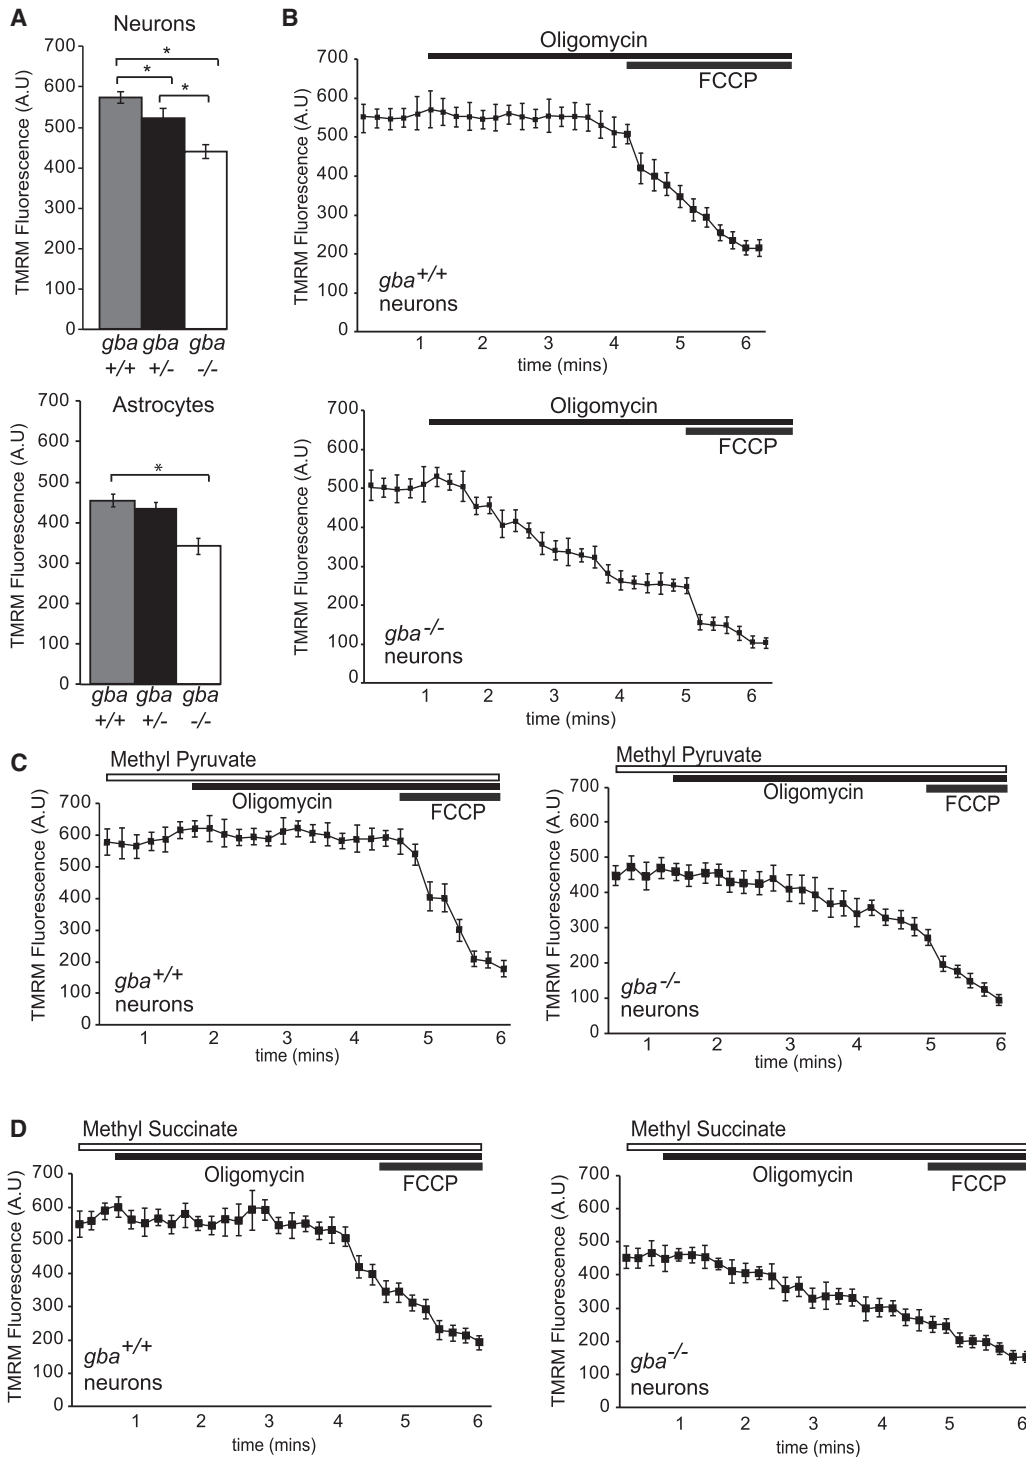 A
Neurons
TMRM Fluorescence (A.U)
700
600
500
400
300
200
100
0
*
*
*
gba gba gba
+/+ +/- -/-
Astrocytes
TMRM Fluorescence (A.U)
700
600
500
400
300
200
100
0
*
gba gba gba
+/+ +/- -/-
B
Oligomycin
FCCP
TMRM Fluorescence (A.U)
700
600
500
400
300
200
100
0
gba+/+
neurons
1 2 3 4 5 6
time (mins)
Oligomycin
FCCP
TMRM Fluorescence (A.U)
700
600
500
400
300
200
100
0
gba-/-
neurons
1 2 3 4 5 6
time (mins)
C
Methyl Pyruvate
Oligomycin
FCCP
TMRM Fluorescence (A.U)
700
600
500
400
300
200
100
0
gba+/+
neurons
1 2 3 4 5 6
time (mins)
Methyl Pyruvate
Oligomycin
FCCP
TMRM Fluorescence (A.U)
700
600
500
400
300
200
100
0
gba-/-
neurons
1 2 3 4 5 6
time (mins)
D
Methyl Succinate
Oligomycin
FCCP
TMRM Fluorescence (A.U)
700
600
500
400
300
200
100
0
gba+/+
neurons
1 2 3 4 5 6
time (mins)
Methyl Succinate
Oligomycin
FCCP
TMRM Fluorescence (A.U)
700
600
500
400
300
200
100
0
gba-/-
neurons
1 2 3 4 5 6
time (mins)